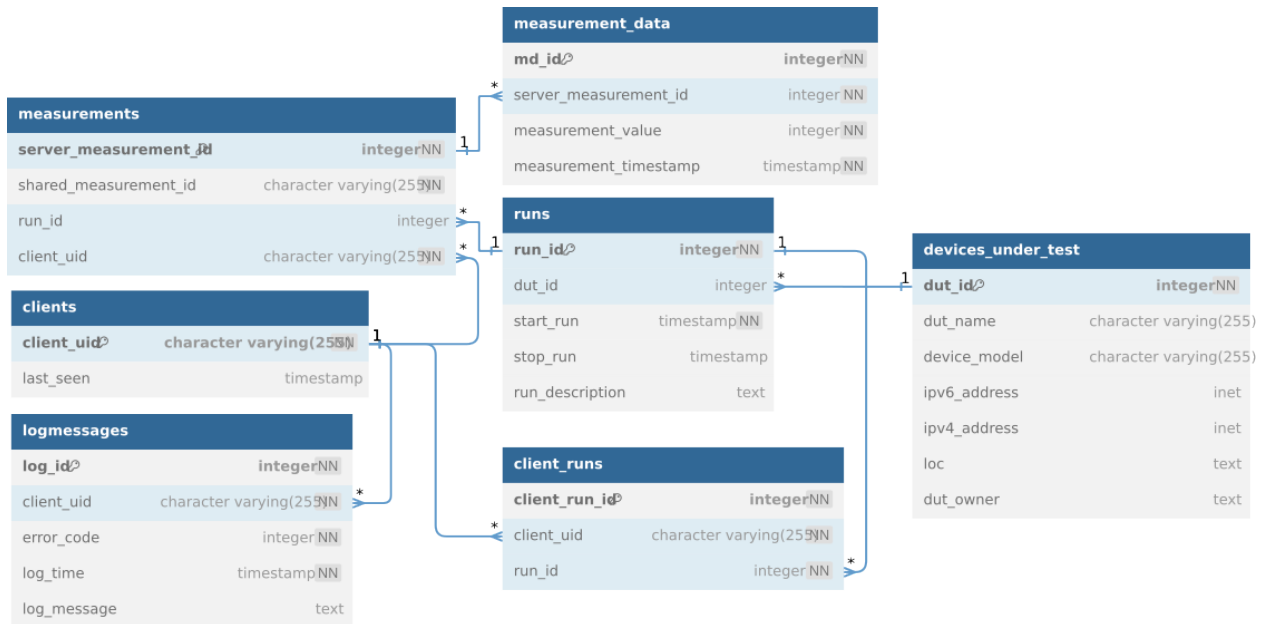 measurement_data
md_id integer NN
server_measurement_id integer NN
measurement_value integer NN
measurement_timestamp timestamp NN
measurements
server_measurement_id integer NN
shared_measurement_id character varying(255) NN
run_id integer
client_uid character varying(255) NN
* 1 * *
runs
run_id integer NN
dut_id integer
start_run timestamp NN
stop_run timestamp
run_description text
1 1 *
devices_under_test
dut_id integer NN
dut_name character varying(255)
device_model character varying(255)
ipv6_address inet
ipv4_address inet
loc text
dut_owner text
1
clients
client_uid character varying(255) NN
last_seen timestamp
1
logmessages
log_id integer NN
client_uid character varying(255) NN
error_code integer NN
log_time timestamp NN
log_message text
*
client_runs
client_run_id integer NN
client_uid character varying(255) NN
run_id integer NN
* *